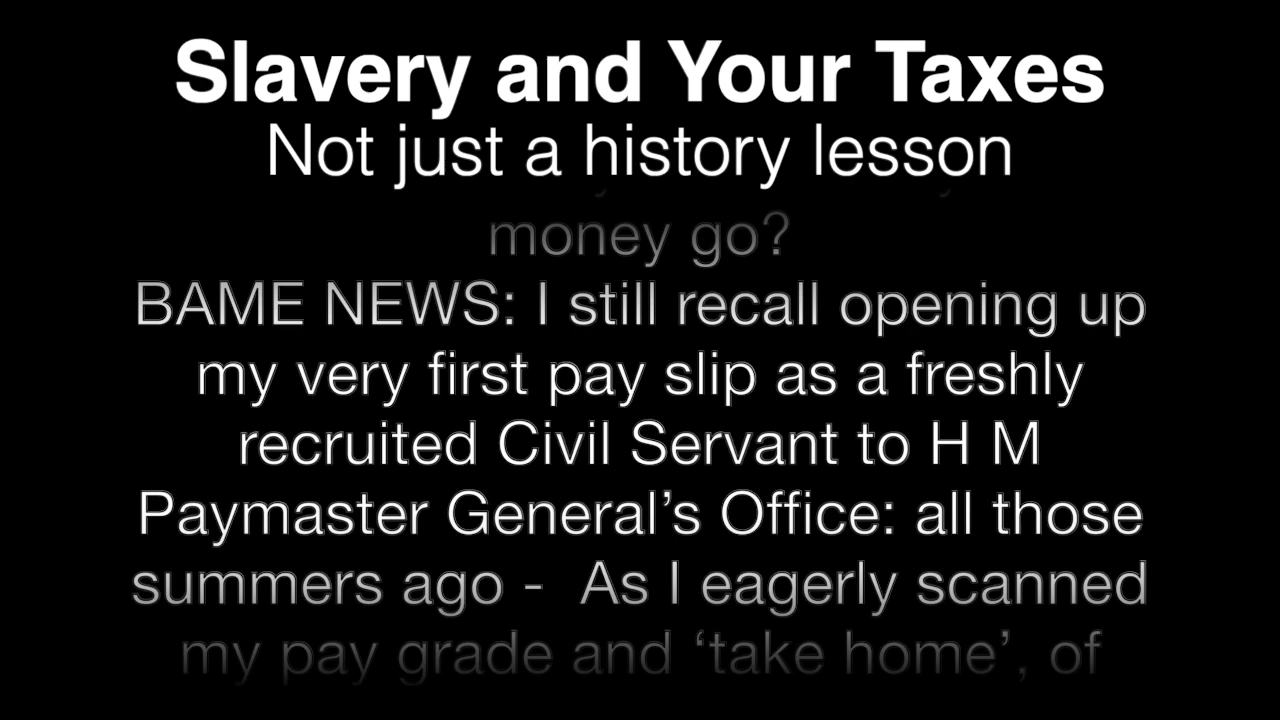 Slavery and Your Taxes
Not just a history lesson
money go?
BAME NEWS: I still recall opening up
my very first pay slip as a freshly
recruited Civil Servant to H M
Paymaster General’s Office: all those
summers ago -  As I eagerly scanned
my pay grade and ‘take home’, of